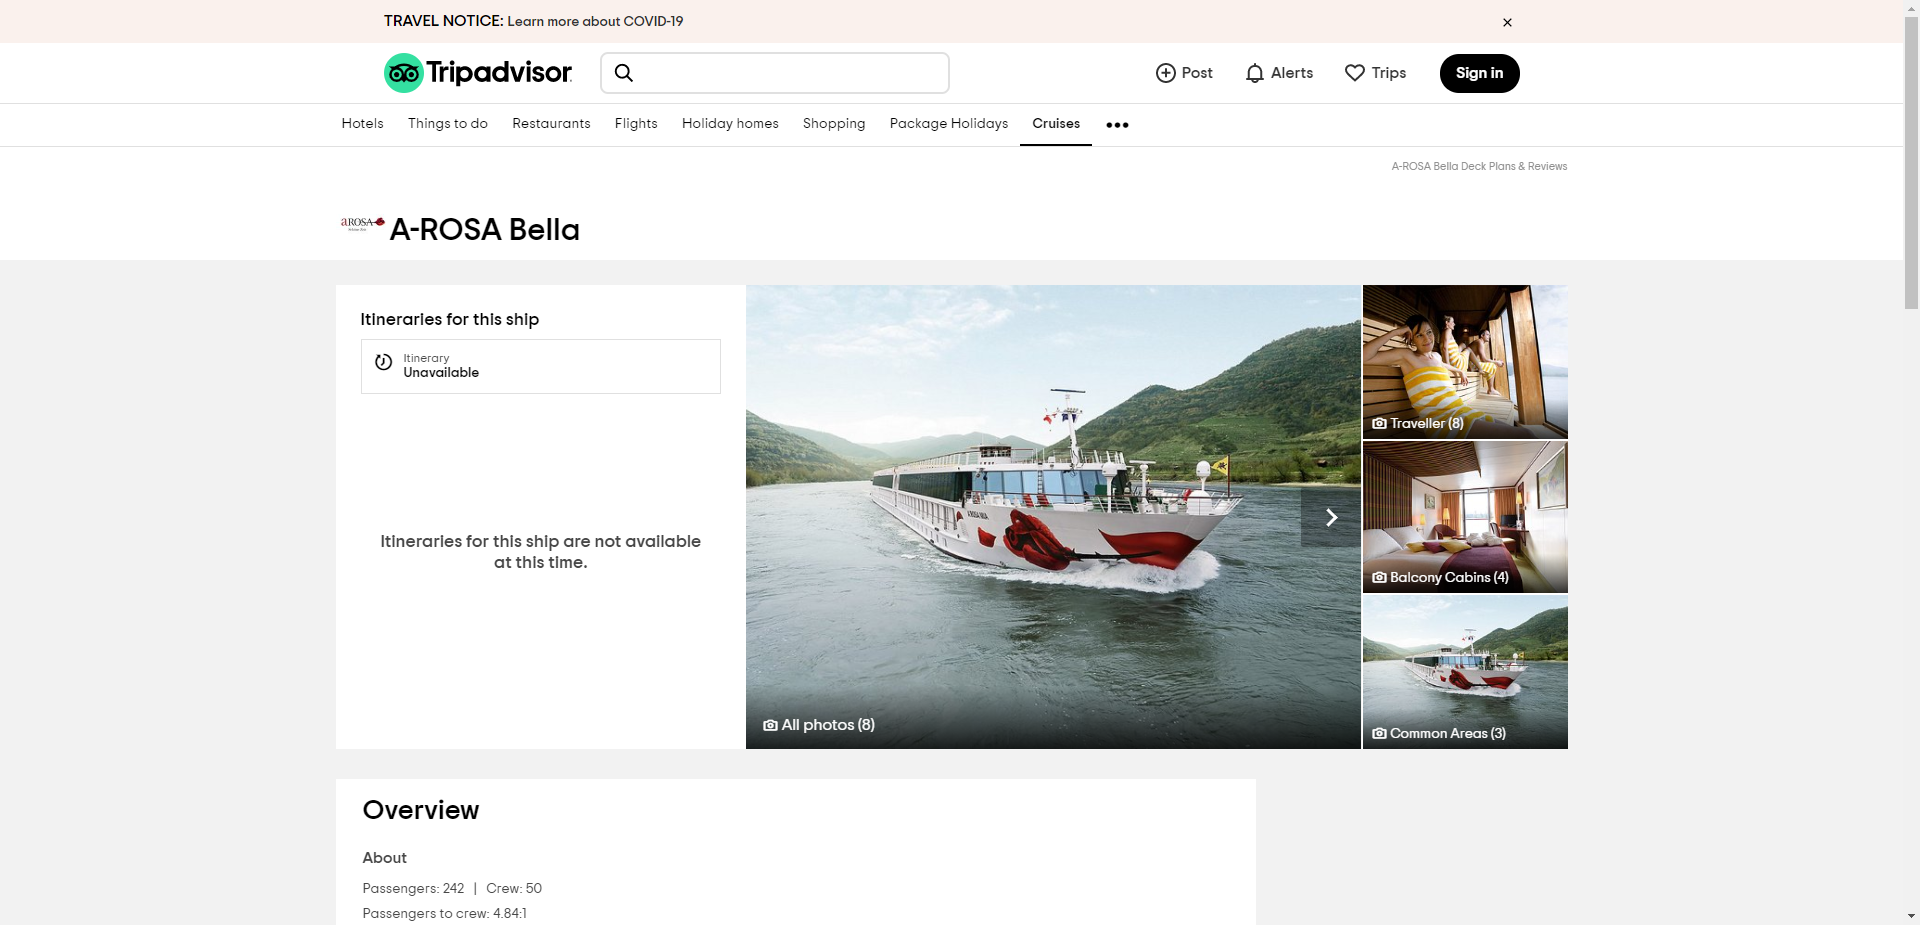 TRAVEL NOTICE: Learn more about COVID-19
Tripadvisor
Post
Alerts
Trips
Sign in
Hotels
Things to do
Restaurants
Flights
Holiday homes
Shopping
Package Holidays
Cruises
A-ROSA Bella Deck Plans & Reviews
aROSA
A-ROSA Bella
Itineraries for this ship
Itinerary
Unavailable
Itineraries for this ship are not available
at this time.
All photos (8)
Traveller (8)
Balcony Cabins (4)
Common Areas (3)
Overview
About
Passengers: 242 | Crew: 50
Passengers to crew: 4.84:1